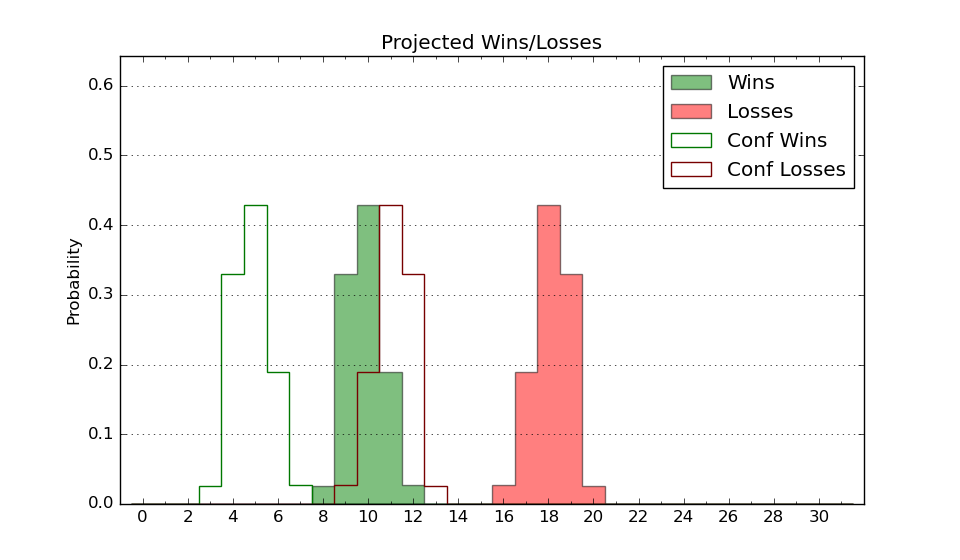 Projected Wins/Losses
Wins
Losses
Conf Wins
Conf Losses
Probability
0.6
0.5
0.4
0.3
0.2
0.1
0.0
0 2 4 6 8 10 12 14 16 18 20 22 24 26 28 30